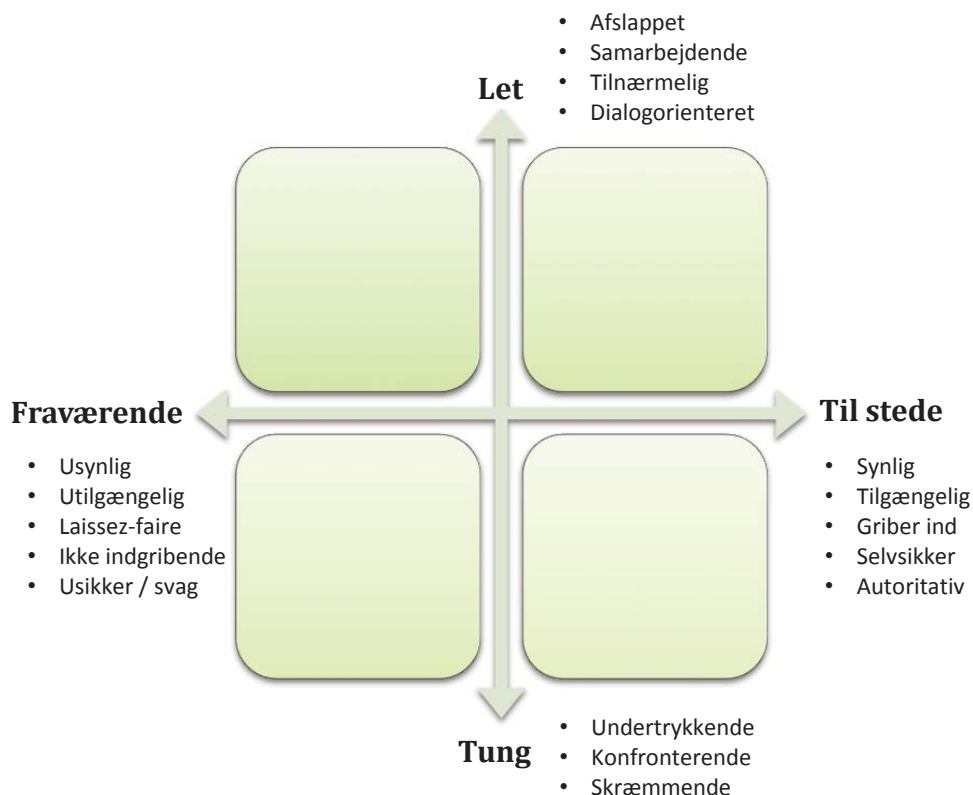 • Afslappet
• Samarbejdende
• Tilnærmelig
• Dialogorienteret
Let
Fraværende
• Usynlig
• Utilgængelig
• Laissez-faire
• Ikke indgribende
• Usikker / svag
Til stede
• Synlig
• Tilgængelig
• Griber ind
• Selvsikker
• Autoritativ
Tung
• Undertrykkende
• Konfronterende
• Skræmmende